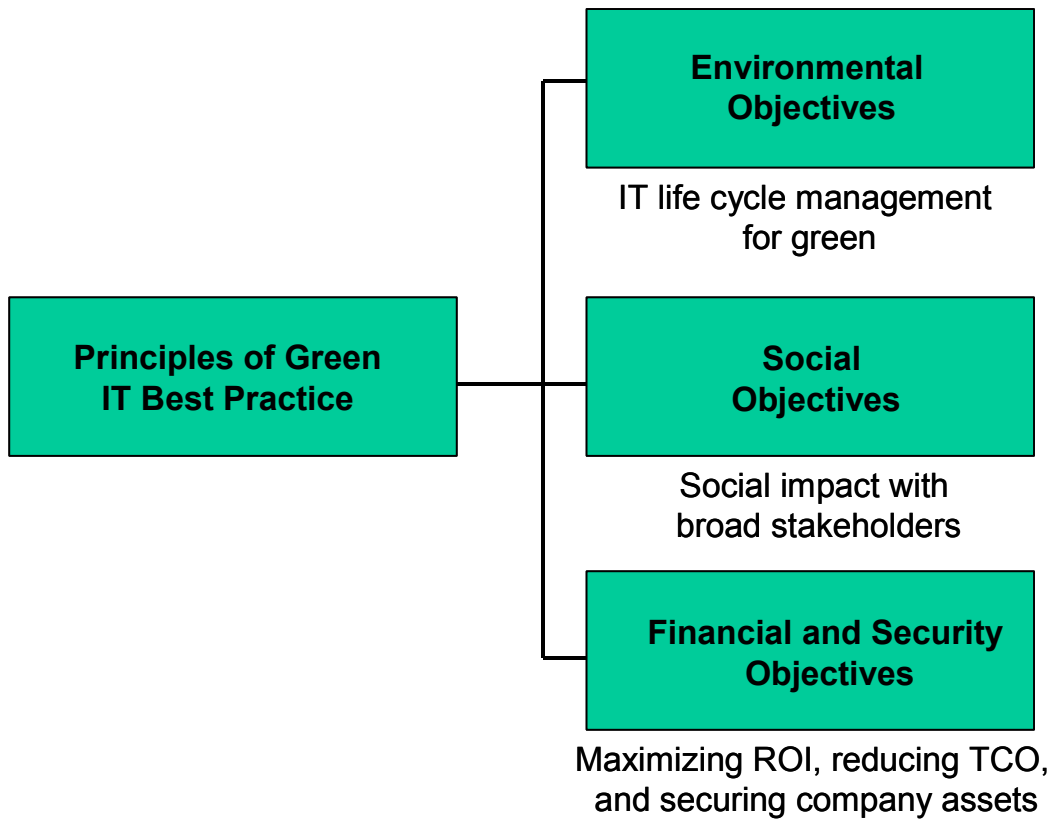 Environmental
Objectives
IT life cycle management
for green
Principles of Green
IT Best Practice
Social
Objectives
Social impact with
broad stakeholders
Financial and Security
Objectives
Maximizing ROI, reducing TCO,
and securing company assets